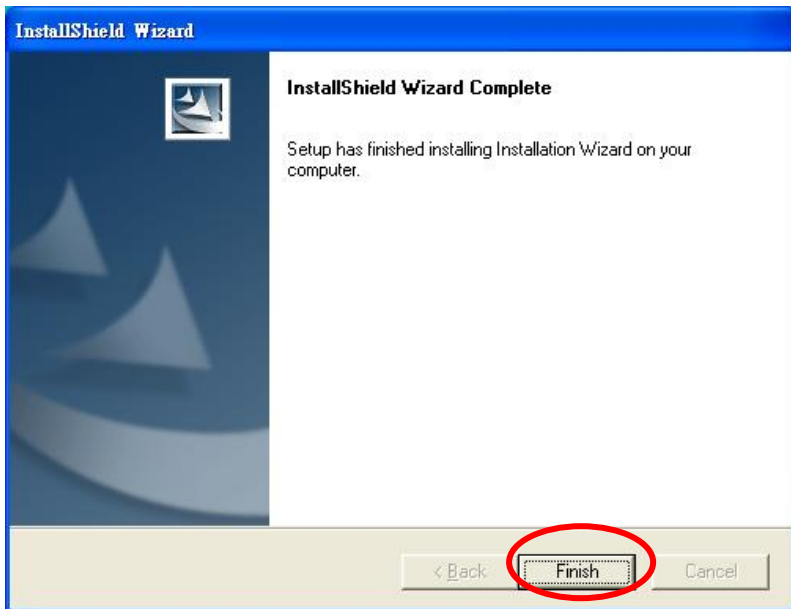 InstallShield Wizard
InstallShield Wizard Complete
Setup has finished installing Installation Wizard on your
computer.
< Back
Finish
Cancel